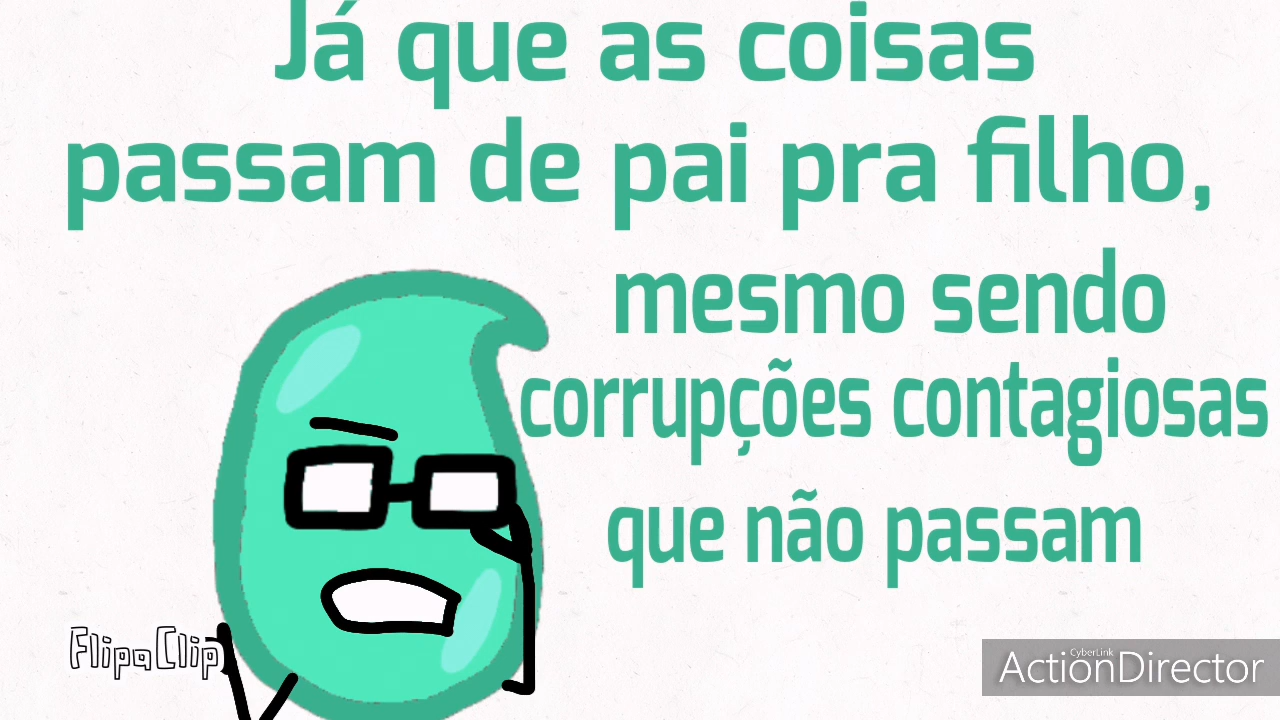 Já que as coisas
passam de pai pra filho,
mesmo sendo
corrupções contagiosas
que não passam
FlipaClip
CyberLink
ActionDirector